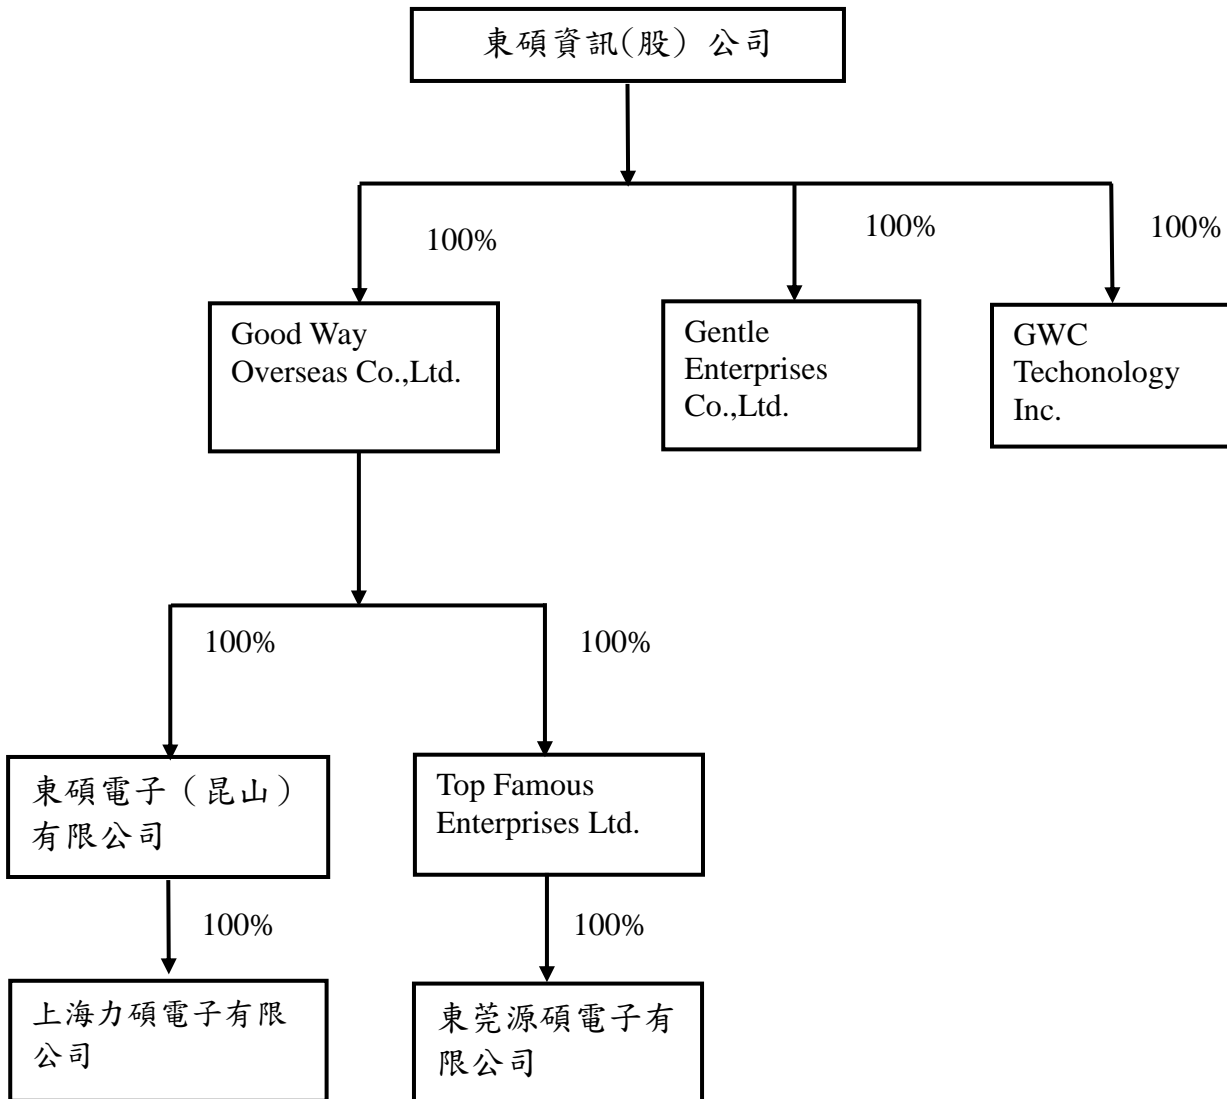 東碩資訊(股) 公司
100%
100%
100%
Good Way
Overseas Co.,Ltd.
Gentle
Enterprises
Co.,Ltd.
GWC
Techonology
Inc.
100%
100%
東碩電子（昆山）
有限公司
Top Famous
Enterprises Ltd.
100%
100%
上海力碩電子有限
公司
東莞源碩電子有
限公司